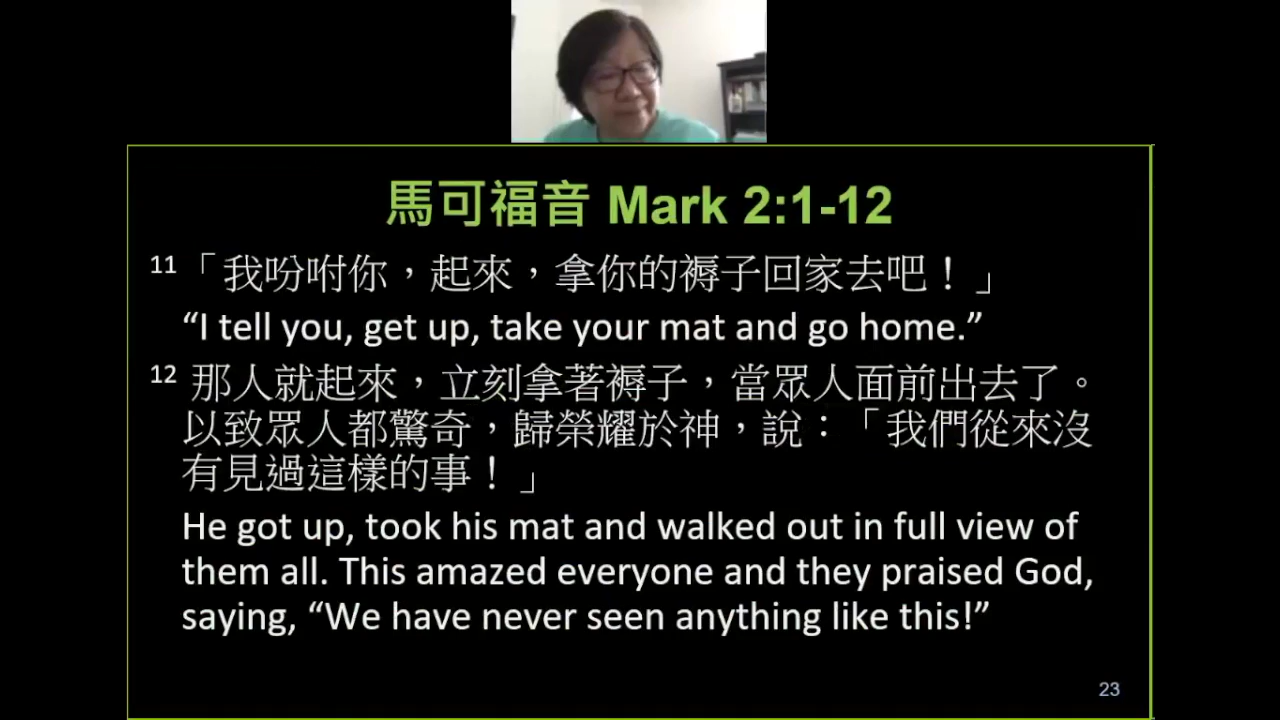 馬可福音 Mark 2:1-12
11「我吩咐你，起來，拿你的褥子回家去吧！」
“I tell you, get up, take your mat and go home.”
12 那人就起來，立刻拿著褥子，當眾人面前出去了。
以致眾人都驚奇，歸榮耀於神，說：「我們從來沒
有見過這樣的事！」
He got up, took his mat and walked out in full view of
them all. This amazed everyone and they praised God,
saying, “We have never seen anything like this!”
23